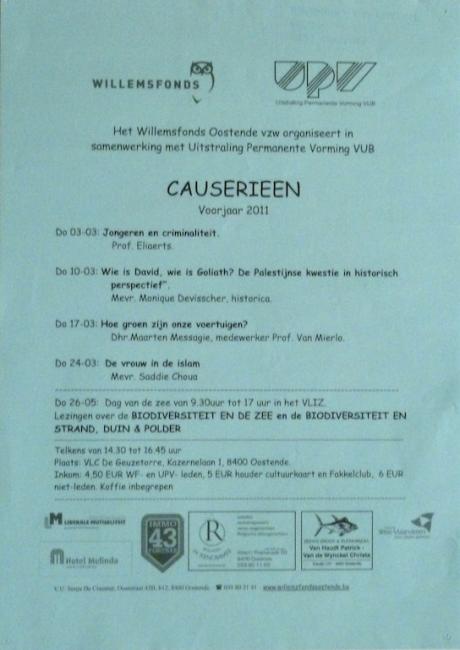 WILLEMSFONDS
UPV
Uitstraling Permanente Vorming VUB
Het Willemsfonds Oostende vzw organiseert in
samenwerking met Uitstraling Permanente Vorming VUB
CAUSERIEEN
Voorjaar 2011
Do 03-03: Jongeren en criminaliteit.
Prof. Eliaerts.
Do 10-03: Wie is David, wie is Goliath? De Palestijnse kwestie in historisch
perspectief".
Mevr. Monique Devisscher, historica.
Do 17-03: Hoe groen zijn onze voertuigen?
Dhr.Maarten Messagie, medewerker Prof. Van Mierlo.
Do 24-03: De vrouw in de islam
Mevr. Saddie Choua
Do 26-05: Dag van de zee van 9.30uur tot 17 uur in het VLIZ.
Lezingen over de BIODIVERSITEIT EN DE ZEE en de BIODIVERSITEIT EN
STRAND, DUIN & POLDER
Telkens van 14.30 tot 16.45 uur
Plaats: VLC De Geuzetorre, Kazernelaan 1, 8400 Oostende.
Inkom: 4,50 EUR WF- en UPV- leden, 5 EUR houder cultuurkaart en Fakkelclub, 6 EUR
niet-leden. Koffie inbegrepen
LIBERALE MUTUALITEIT
Hotel Melinda
IMMO
43
R
Van Haudt Patrick -
Van de Wynckel Christa
www.willemsfondsoostende.be